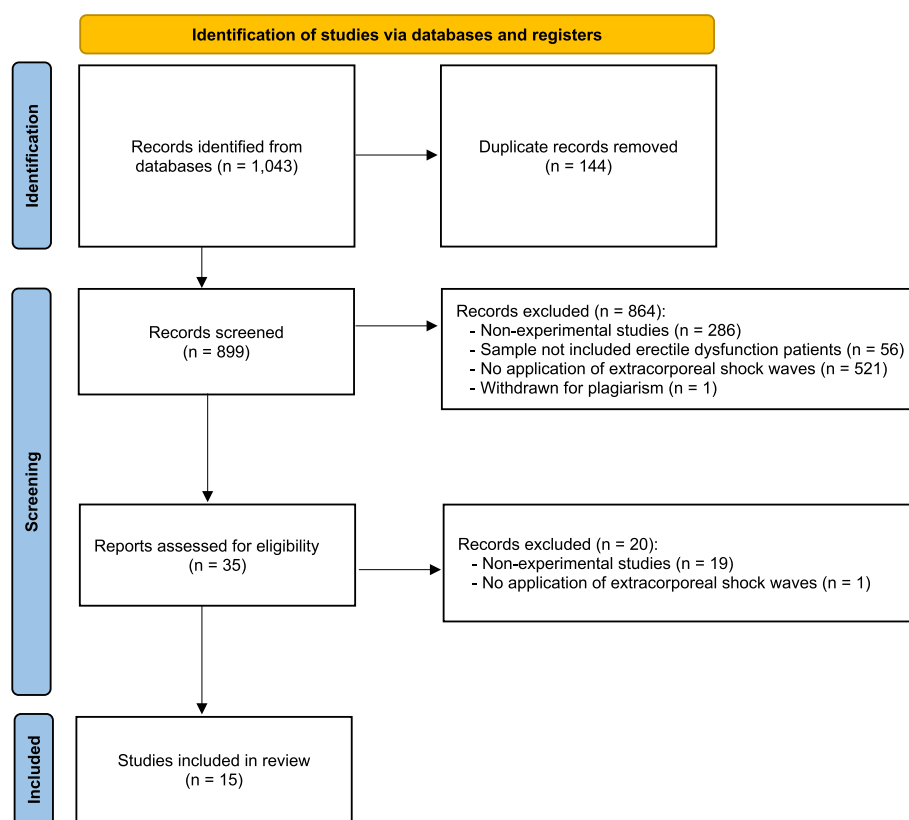 Identification of studies via databases and registers
Identification
Records identified from
databases (n = 1,043)
Duplicate records removed
(n = 144)
Screening
Records screened
(n = 899)
Records excluded (n = 864):
- Non-experimental studies (n = 286)
- Sample not included erectile dysfunction patients (n = 56)
- No application of extracorporeal shock waves (n = 521)
- Withdrawn for plagiarism (n = 1)
Reports assessed for eligibility
(n = 35)
Records excluded (n = 20):
- Non-experimental studies (n = 19)
- No application of extracorporeal shock waves (n = 1)
Included
Studies included in review
(n = 15)